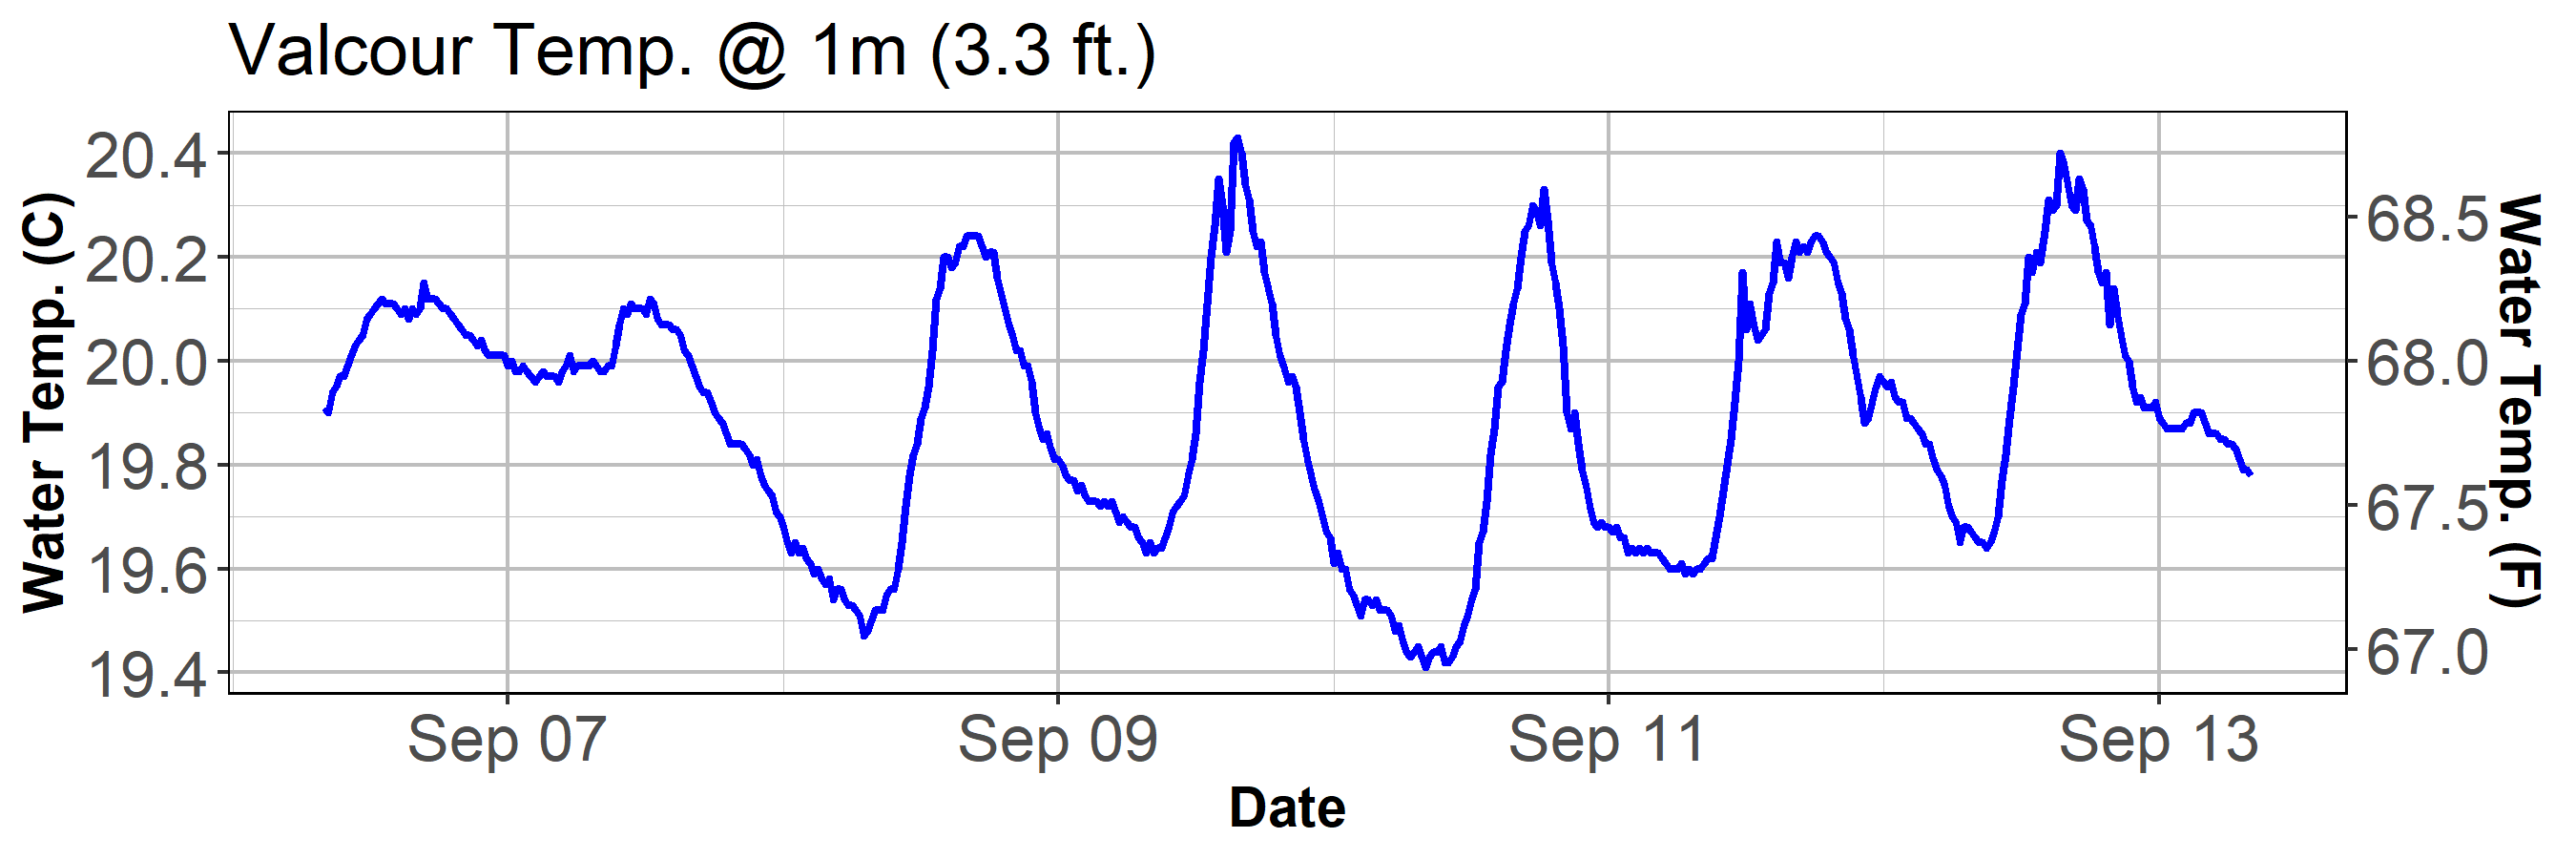 Valcour Temp. @ 1m (3.3 ft.)
Water Temp. (C)
20.4
20.2
20.0
19.8
19.6
19.4
68.5
68.0
67.5
67.0
Water Temp. (F)
Sep 07
Sep 09
Sep 11
Sep 13
Date